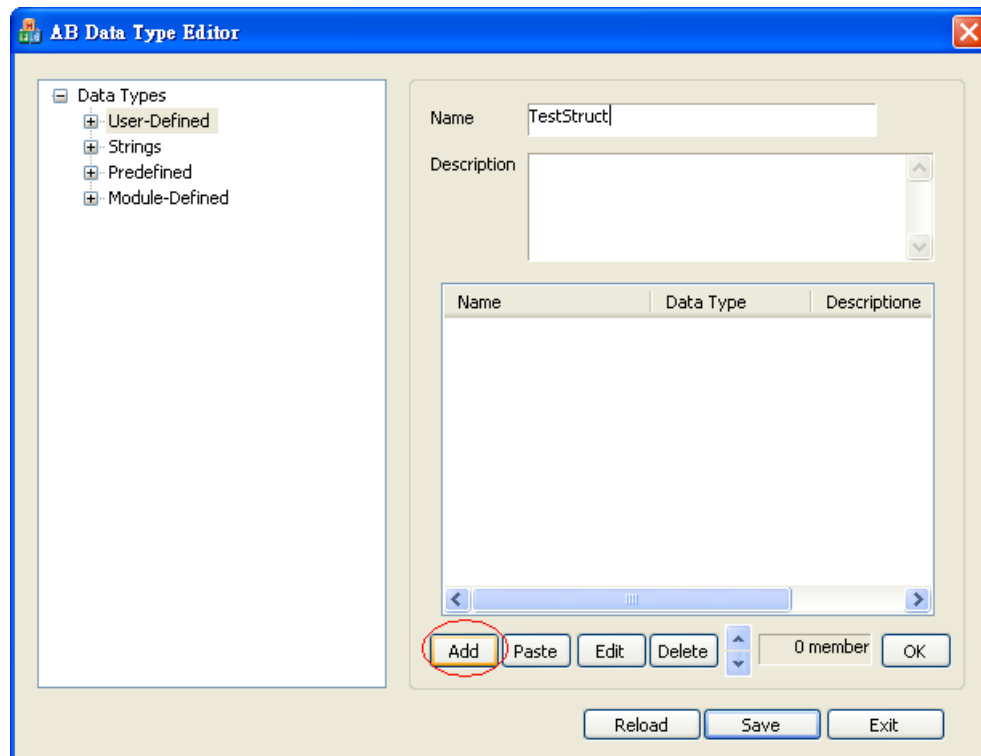 AB Data Type Editor
Data Types
User-Defined
Strings
Predefined
Module-Defined
Name TestStruct
Description
Name Data Type Descriptione
Add Paste Edit Delete 0 member OK
Reload Save Exit